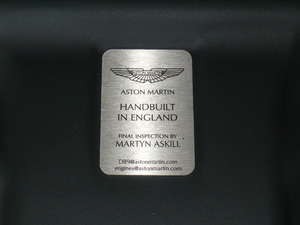 ASTON MARTIN
ASTON MARTIN
HANDBUILT
IN ENGLAND
FINAL INSPECTION BY
MARTYN ASKILL
DB9@astonmartin.com
engines@astonmartin.com